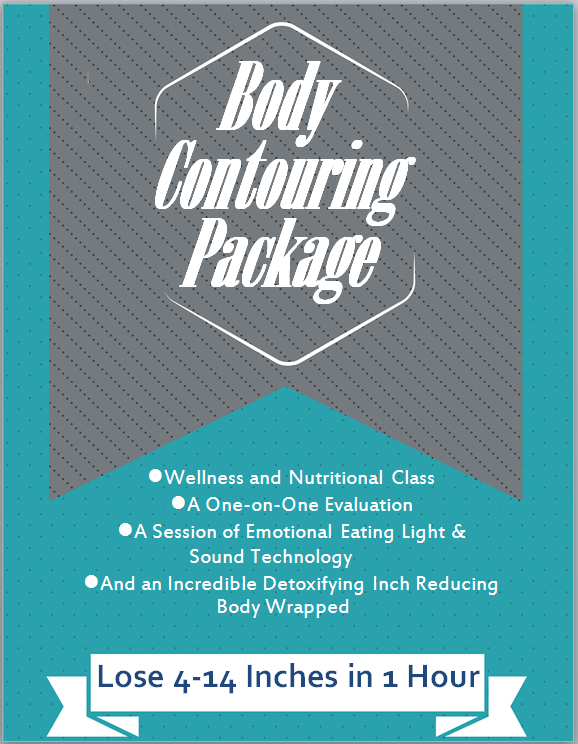 Body
Contouring
Package
●Wellness and Nutritional Class
●A One-on-One Evaluation
●A Session of Emotional Eating Light &
Sound Technology
●And an Incredible Detoxifying Inch Reducing
Body Wrapped
Lose 4-14 Inches in 1 Hour